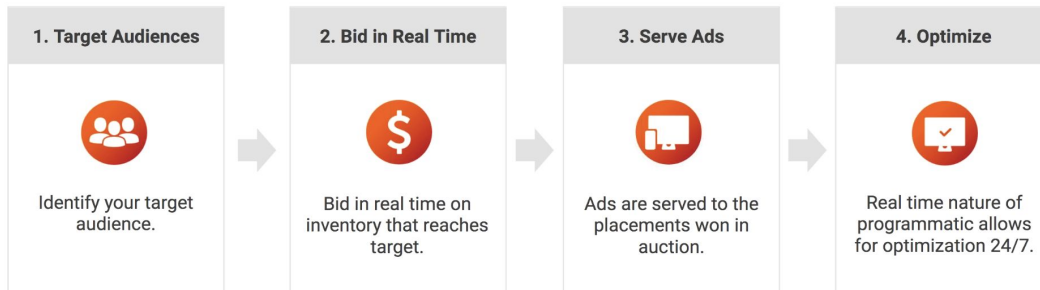 1. Target Audiences
Identify your target
audience.
2. Bid in Real Time
$
Bid in real time on
inventory that reaches
target.
3. Serve Ads
Ads are served to the
placements won in
auction.
4. Optimize
Real time nature of
programmatic allows
for optimization 24/7.